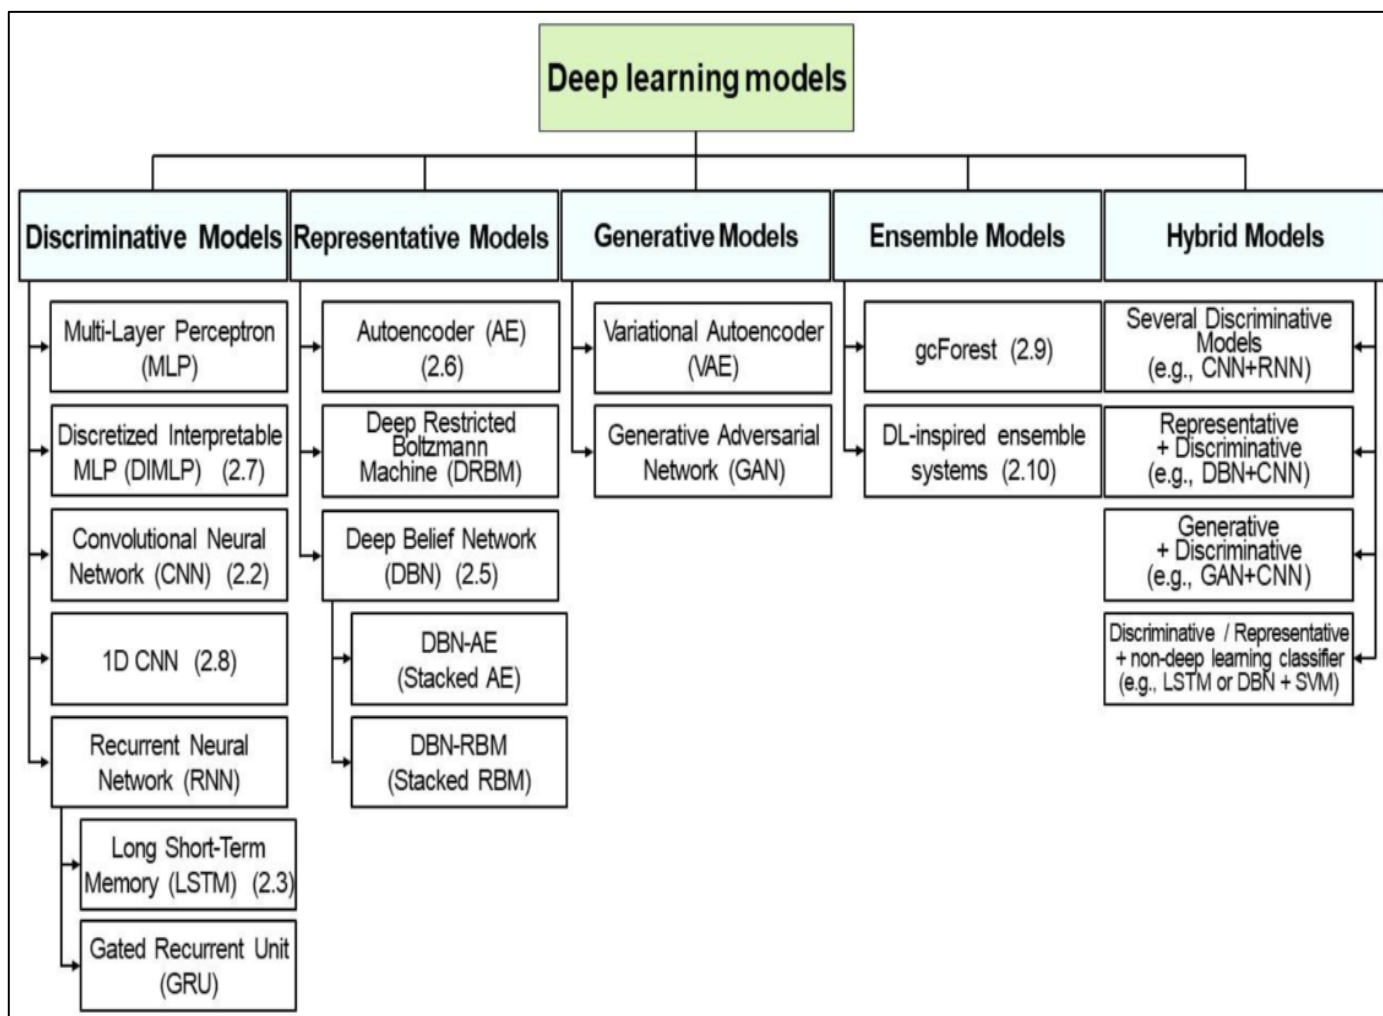 Deep learning models
Discriminative Models
Multi-Layer Perceptron
(MLP)
Discretized Interpretable
MLP (DIMLP) (2.7)
Convolutional Neural
Network (CNN) (2.2)
1D CNN (2.8)
Recurrent Neural
Network (RNN)
Long Short-Term
Memory (LSTM) (2.3)
Gated Recurrent Unit
(GRU)
Representative Models
Autoencoder (AE)
(2.6)
Deep Restricted
Boltzmann
Machine (DRBM)
Deep Belief Network
(DBN) (2.5)
DBN-AE
(Stacked AE)
DBN-RBM
(Stacked RBM)
Generative Models
Variational Autoencoder
(VAE)
Generative Adversarial
Network (GAN)
Ensemble Models
gcForest (2.9)
DL-inspired ensemble
systems (2.10)
Hybrid Models
Several Discriminative
Models
(e.g., CNN+RNN)
Representative
+ Discriminative
(e.g., DBN+CNN)
Generative
+ Discriminative
(e.g., GAN+CNN)
Discriminative / Representative
+ non-deep learning classifier
(e.g., LSTM or DBN + SVM)